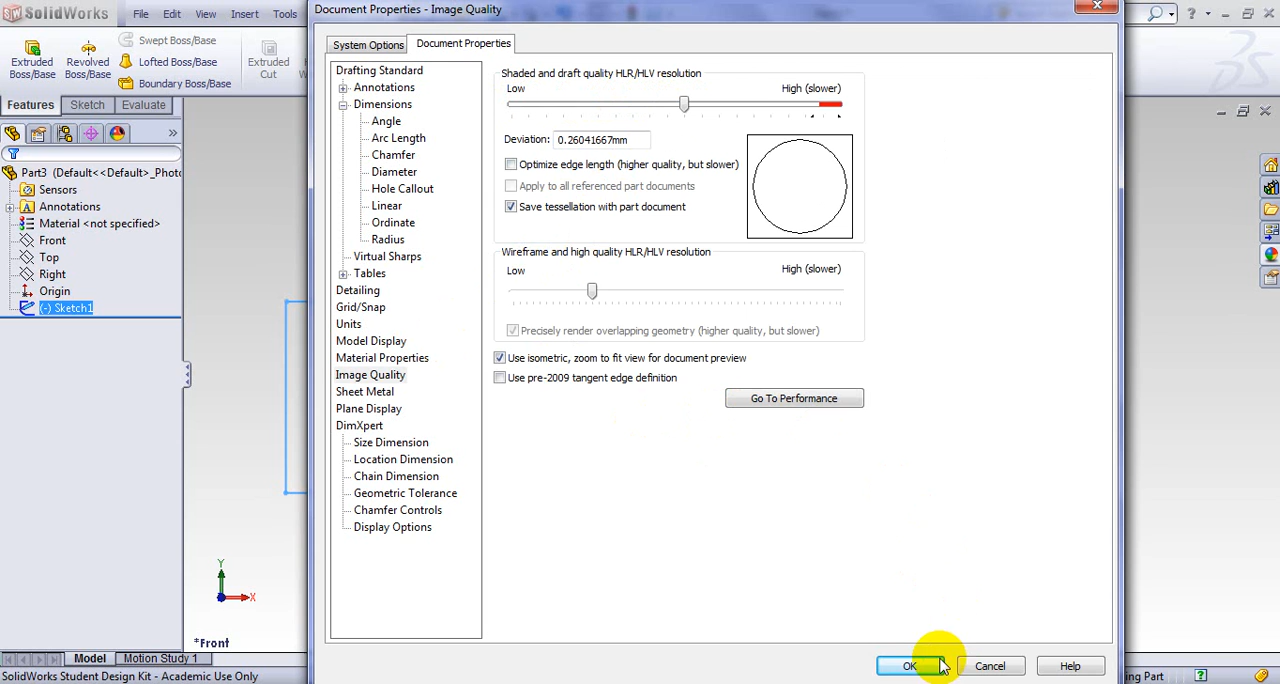 SolidWorks File Edit View Insert Tools
Document Properties - Image Quality
Extruded Boss/Base
Revolved Boss/Base
Swept Boss/Base
Lofted Boss/Base
Boundary Boss/Base
Extruded Cut
Features Sketch Evaluate
Part3 (Default<<Default>_Photo
Sensors
Annotations
Material <not specified>
Front
Top
Right
Origin
(-) Sketch1
System Options Document Properties
Drafting Standard
Annotations
Dimensions
Angle
Arc Length
Chamfer
Diameter
Hole Callout
Linear
Ordinate
Radius
Virtual Sharps
Tables
Detailing
Grid/Snap
Units
Model Display
Material Properties
Image Quality
Sheet Metal
Plane Display
DimXpert
Size Dimension
Location Dimension
Chain Dimension
Geometric Tolerance
Chamfer Controls
Display Options
Shaded and draft quality HLR/HLV resolution
Low High (slower)
Deviation: 0.26041667mm
Optimize edge length (higher quality, but slower)
Apply to all referenced part documents
Save tessellation with part document
Wireframe and high quality HLR/HLV resolution
Low High (slower)
Precisely render overlapping geometry (higher quality, but slower)
Use isometric, zoom to fit view for document preview
Use pre-2009 tangent edge definition
Go To Performance
OK Cancel Help
Y
X
*Front
Model Motion Study 1
SolidWorks Student Design Kit - Academic Use Only
ing Part